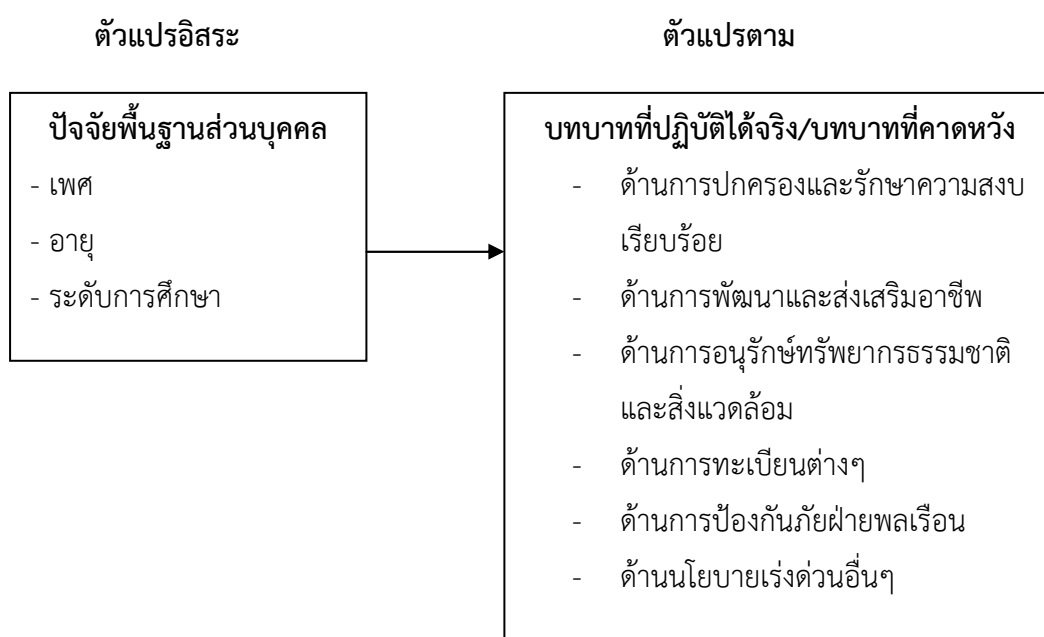 ตัวแปรอิสระ
ตัวแปรตาม
ปัจจัยพื้นฐานส่วนบุคคล
- เพศ
- อายุ
- ระดับการศึกษา
บทบาทที่ปฏิบัติได้จริง/บทบาทที่คาดหวัง
- ด้านการปกครองและรักษาความสงบ
เรียบร้อย
- ด้านการพัฒนาและส่งเสริมอาชีพ
- ด้านการอนุรักษ์ทรัพยากรธรรมชาติ
และสิ่งแวดล้อม
- ด้านการทะเบียนต่างๆ
- ด้านการป้องกันภัยฝ่ายพลเรือน
- ด้านนโยบายเร่งด่วนอื่นๆ